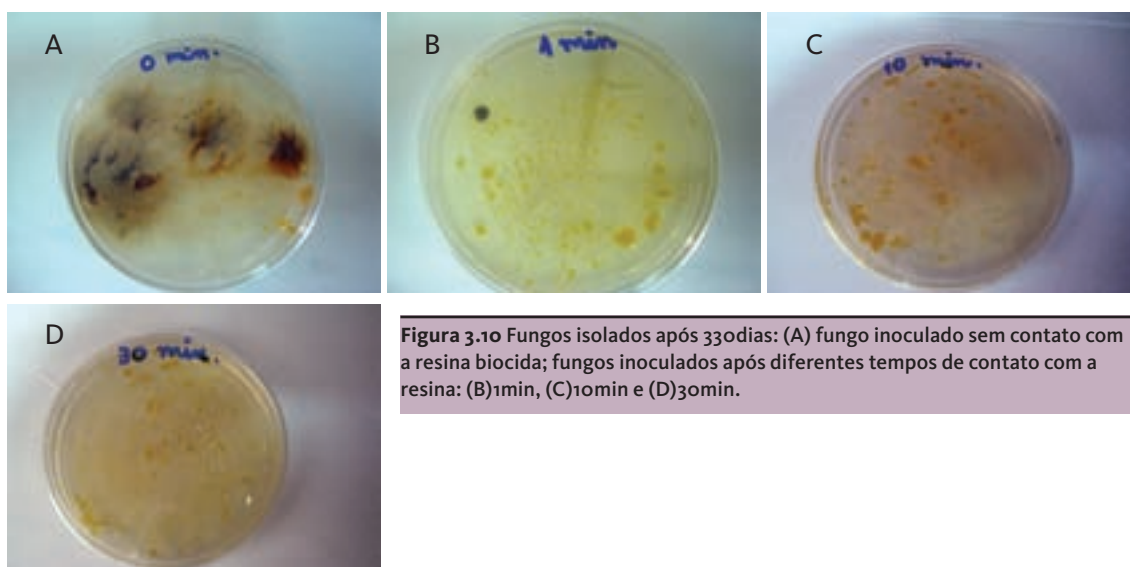 A
0 min.
B
1 min
C
10 min.
D
30 min.
Figura 3.10 Fungos isolados após 330dias: (A) fungo inoculado sem contato com
a resina biocida; fungos inoculados após diferentes tempos de contato com a
resina: (B)1min, (C)10min e (D)30min.